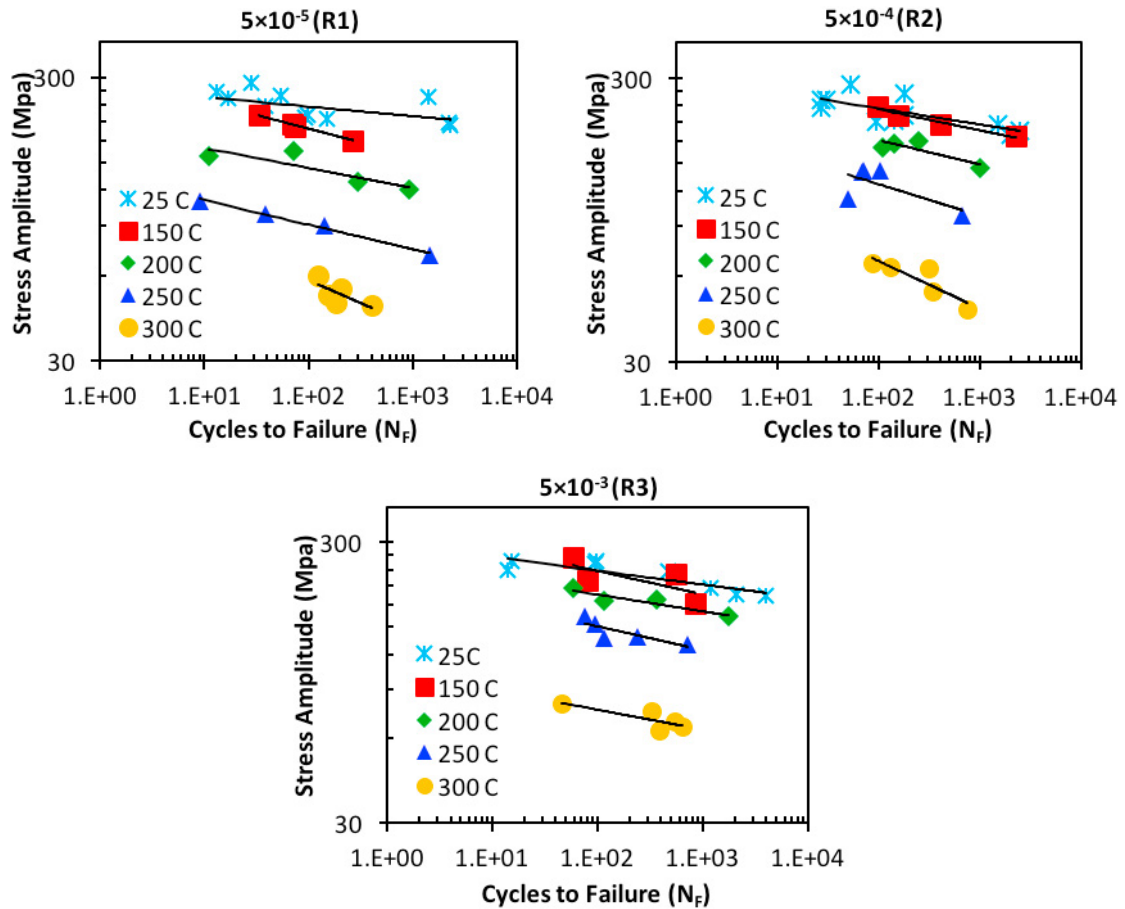 5×10⁻⁵ (R1)
300
30
Stress Amplitude (Mpa)
25 C
150 C
200 C
250 C
300 C
1.E+00 1.E+01 1.E+02 1.E+03 1.E+04
Cycles to Failure (N_F)
5×10⁻⁴ (R2)
300
30
Stress Amplitude (Mpa)
25 C
150 C
200 C
250 C
300 C
1.E+00 1.E+01 1.E+02 1.E+03 1.E+04
Cycles to Failure (N_F)
5×10⁻³ (R3)
300
30
Stress Amplitude (Mpa)
25C
150 C
200 C
250 C
300 C
1.E+00 1.E+01 1.E+02 1.E+03 1.E+04
Cycles to Failure (N_F)